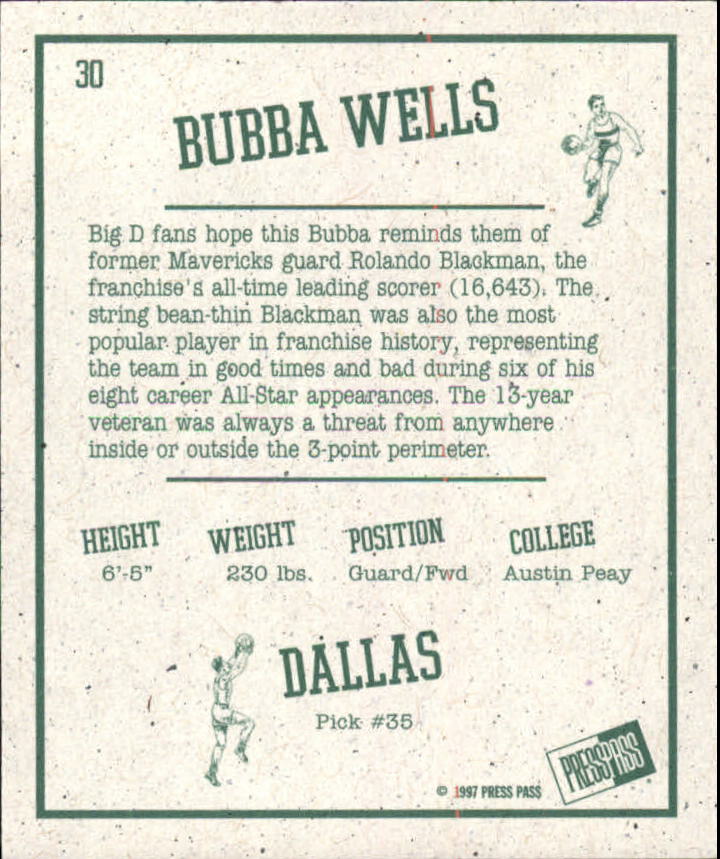 30
BUBBA WELLS
Big D fans hope this Bubba reminds them of
former Mavericks guard Rolando Blackman, the
franchise's all-time leading scorer (16,643). The
string bean-thin Blackman was also the most
popular player in franchise history, representing
the team in good times and bad during six of his
eight career All-Star appearances. The 13-year
veteran was always a threat from anywhere
inside or outside the 3-point perimeter.
HEIGHT WEIGHT POSITION COLLEGE
6'-5" 230 lbs. Guard/Fwd Austin Peay
DALLAS
Pick #35
PRESS PASS
© 1997 PRESS PASS